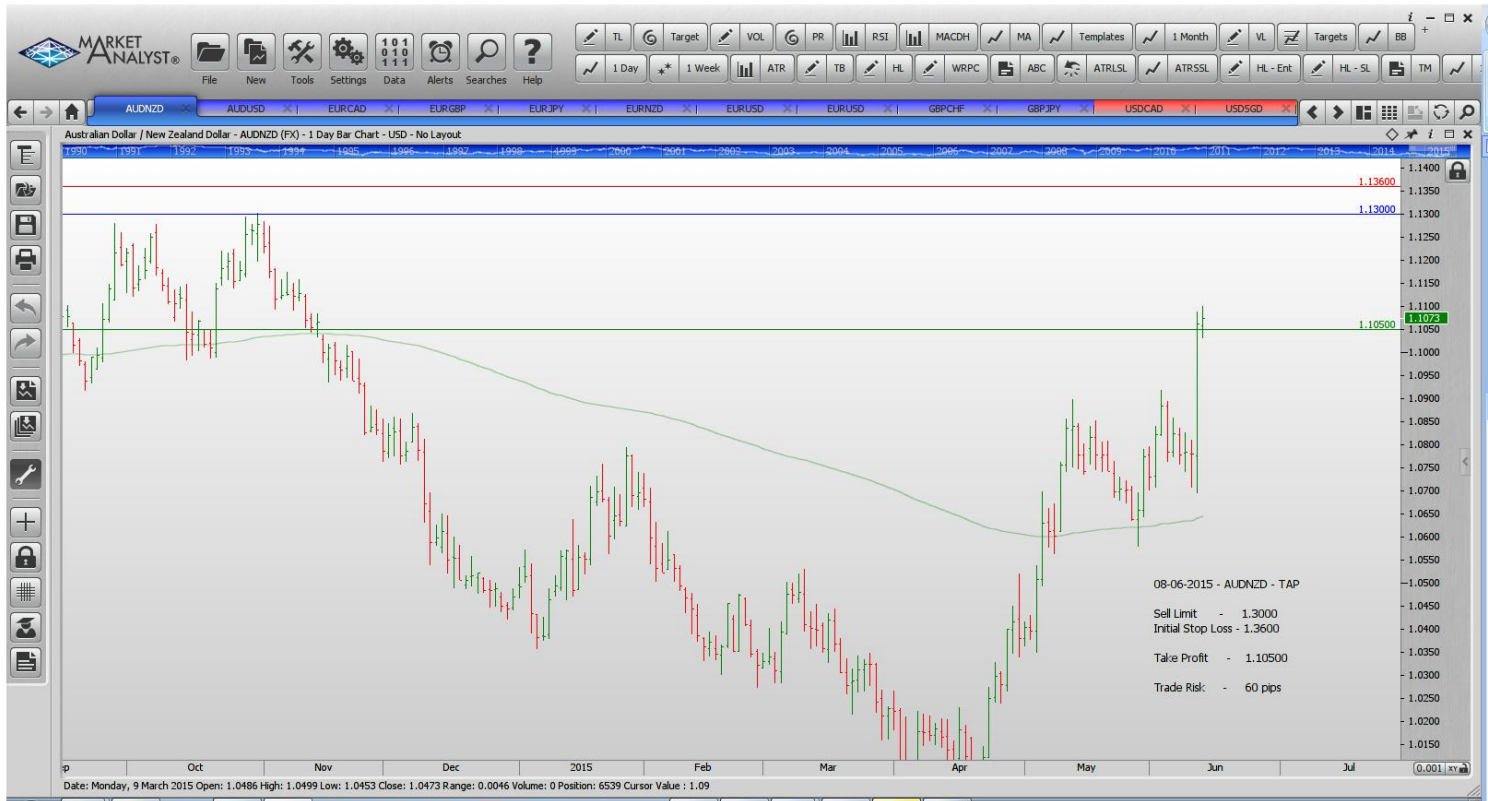 MARKET ANALYST®
File New Tools Settings Data Alerts Searches Help
TL Target VOL PR RSI MACDH MA Templates 1 Month VL Targets BB
1 Day 1 Week ATR TB HL WRPC ABC ATRLSL ATRSSL HL - Ent HL - SL TM
AUDNZD AUDUSD EURCAD EURGBP EURJPY EURNZD EURUSD EURUSD GBPCHF GBPJPY USDCAD USDSGD
Australian Dollar / New Zealand Dollar - AUDNZD (FX) - 1 Day Bar Chart - USD - No Layout
1990 1991 1992 1993 1994 1995 1996 1997 1998 1999 2000 2001 2002 2003 2004 2005 2006 2007 2008 2009 2010 2011 2012 2013 2014 2015
1.1400
1.13600
1.1350
1.13000
1.1300
1.1250
1.1200
1.1150
1.1100
1.1073
1.10500
1.1050
1.1000
1.0950
1.0900
1.0850
1.0800
1.0750
1.0700
1.0650
1.0600
1.0550
1.0500
1.0450
1.0400
1.0350
1.0300
1.0250
1.0200
1.0150
08-06-2015 - AUDNZD - TAP
Sell Limit - 1.3000
Initial Stop Loss - 1.3600
Take Profit - 1.10500
Trade Risk - 60 pips
Oct Nov Dec 2015 Feb Mar Apr May Jun Jul
0.001 XY
Date: Monday, 9 March 2015 Open: 1.0486 High: 1.0499 Low: 1.0453 Close: 1.0473 Range: 0.0046 Volume: 0 Position: 6539 Cursor Value : 1.09